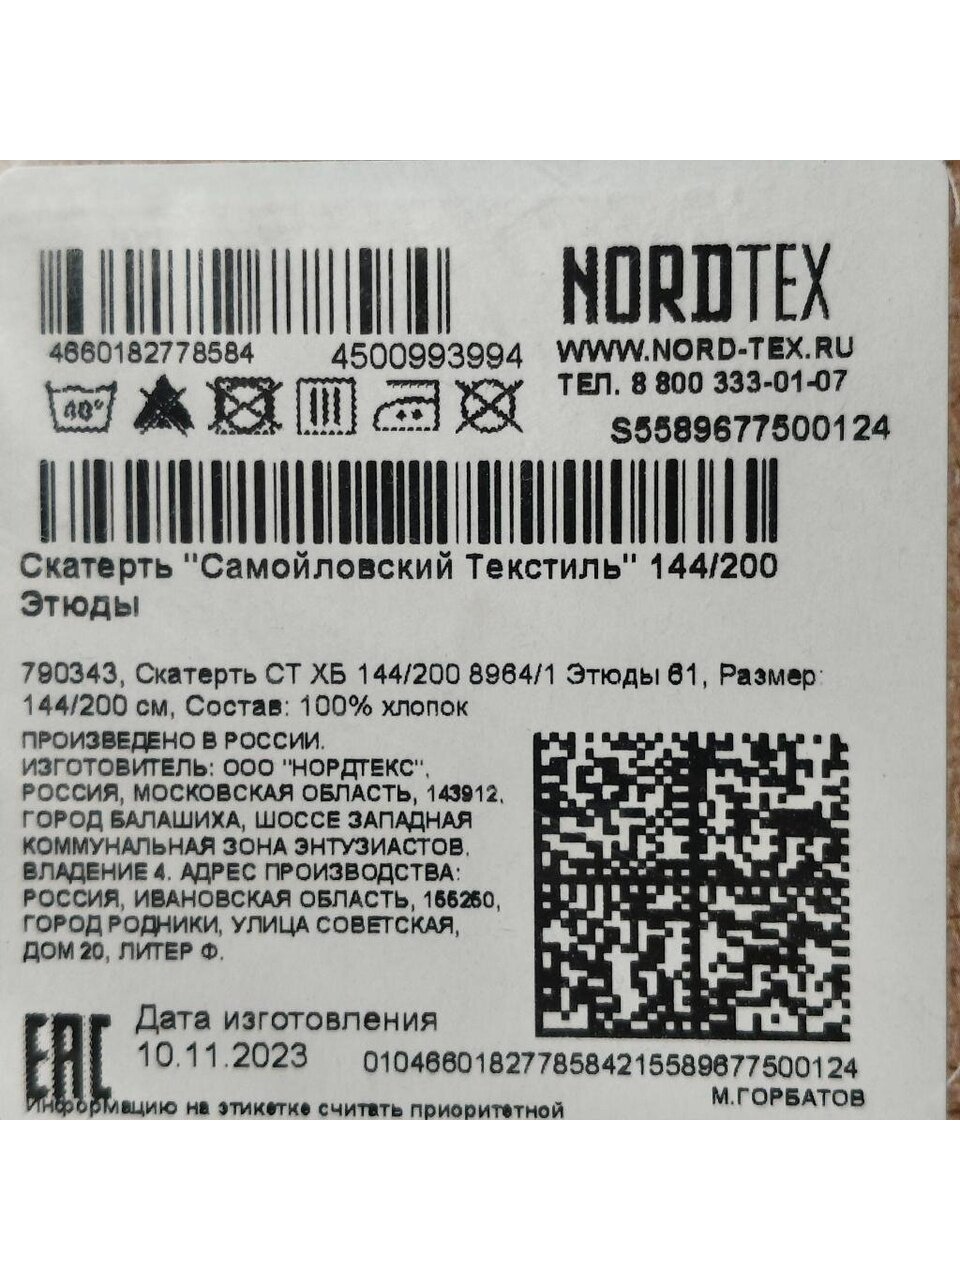 NORDTEX
4660182778584 4500993994
WWW.NORD-TEX.RU
ТЕЛ. 8 800 333-01-07
40°
S5589677500124
Скатерть "Самойловский Текстиль" 144/200
Этюды
790343, Скатерть СТ ХБ 144/200 8964/1 Этюды 61, Размер:
144/200 см, Состав: 100% хлопок
ПРОИЗВЕДЕНО В РОССИИ.
ИЗГОТОВИТЕЛЬ: ООО "НОРДТЕКС",
РОССИЯ, МОСКОВСКАЯ ОБЛАСТЬ, 143912,
ГОРОД БАЛАШИХА, ШОССЕ ЗАПАДНАЯ
КОММУНАЛЬНАЯ ЗОНА ЭНТУЗИАСТОВ,
ВЛАДЕНИЕ 4. АДРЕС ПРОИЗВОДСТВА:
РОССИЯ, ИВАНОВСКАЯ ОБЛАСТЬ, 155250,
ГОРОД РОДНИКИ, УЛИЦА СОВЕТСКАЯ,
ДОМ 20, ЛИТЕР Ф.
EAC
Дата изготовления
10.11.2023
010466018277858421558967750​0124
М.ГОРБАТОВ
Информацию на этикетке считать приоритетной